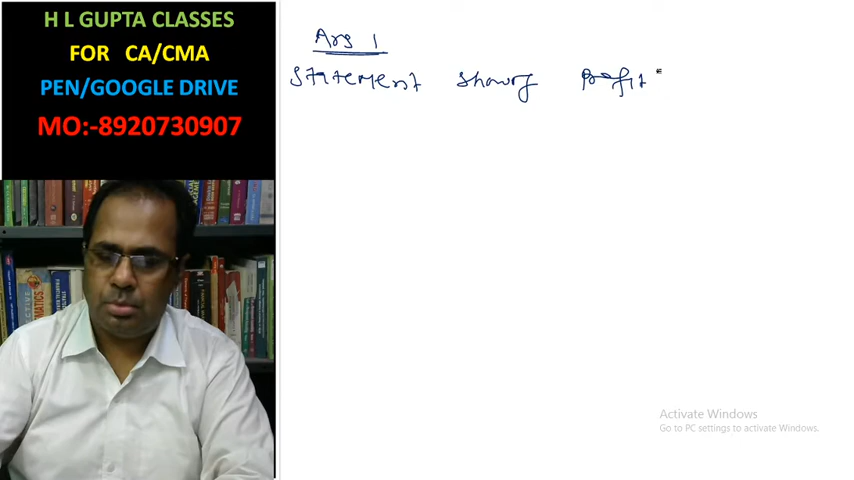 H L GUPTA CLASSES
FOR CA/CMA
PEN/GOOGLE DRIVE
MO:-8920730907
Ans 1
Statement showing profit
Activate Windows
Go to PC settings to activate Windows.